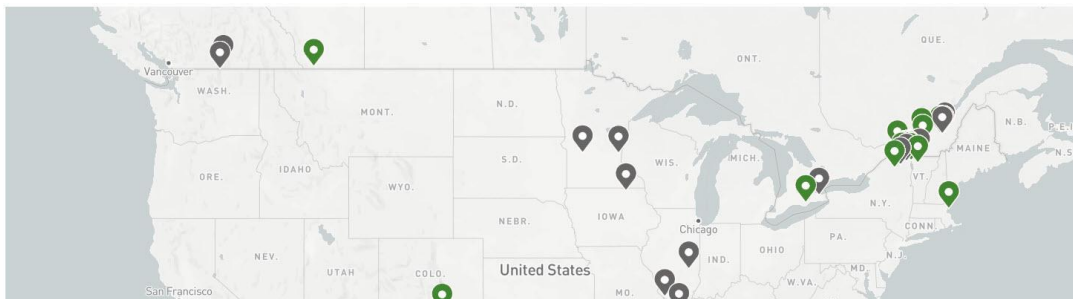 QUE.
ONT.
Vancouver
WASH.
N.D.
MONT.
N.B.
P.E.I.
MAINE
N.S.
S.D.
WIS.
MICH.
ORE.
IDAHO
VT.
WYO.
N.Y.
IOWA
CONN.
NEBR.
Chicago
PA.
NEV.
OHIO
IND.
N.J.
UTAH
COLO.
United States
MD.
W.VA.
San Francisco
MO.